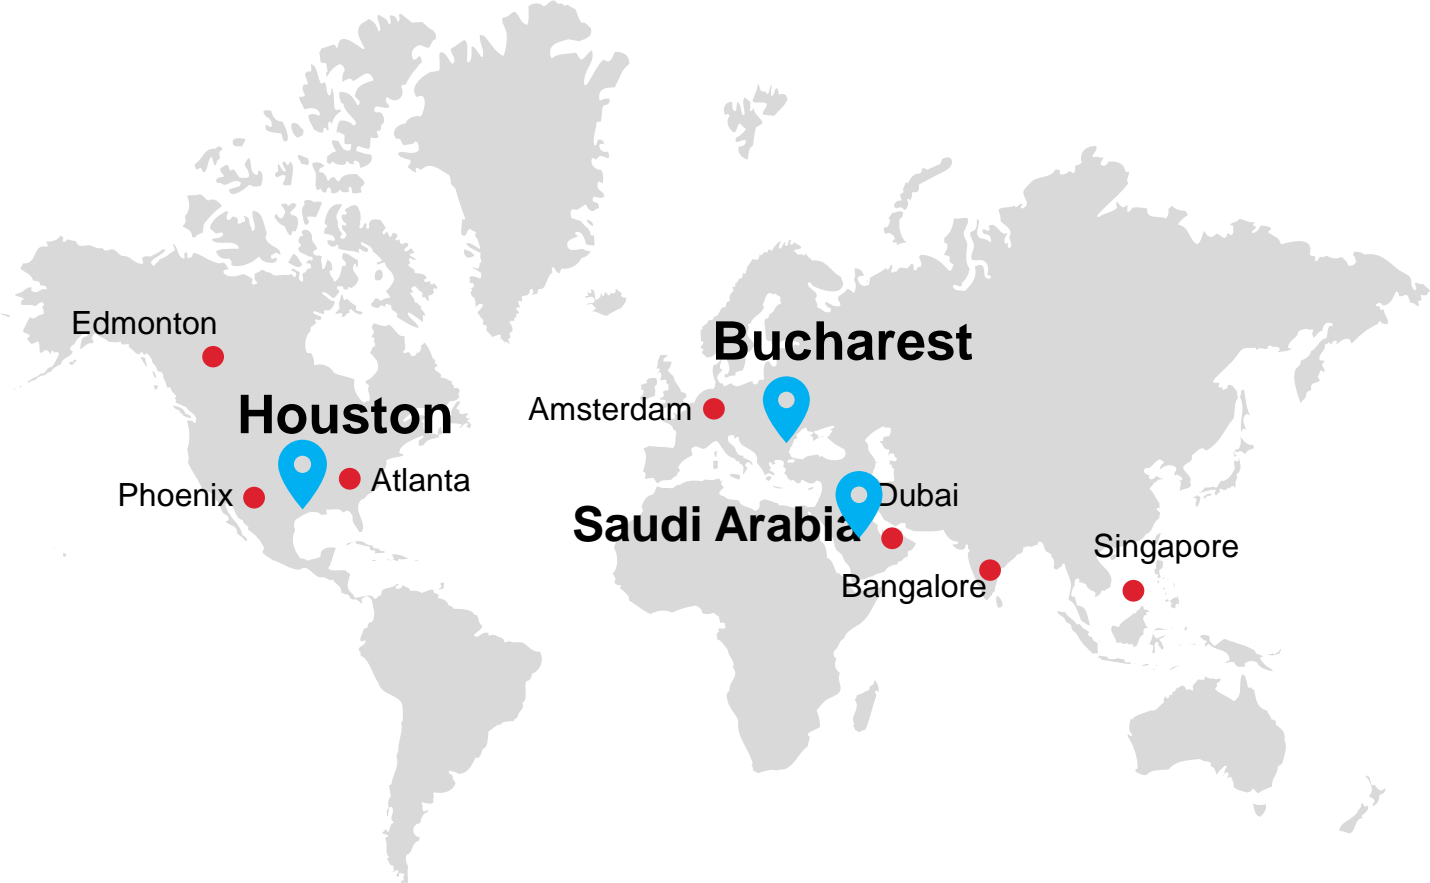 Edmonton
Bucharest
Houston
Amsterdam
Atlanta
Phoenix
Dubai
Saudi Arabia
Singapore
Bangalore